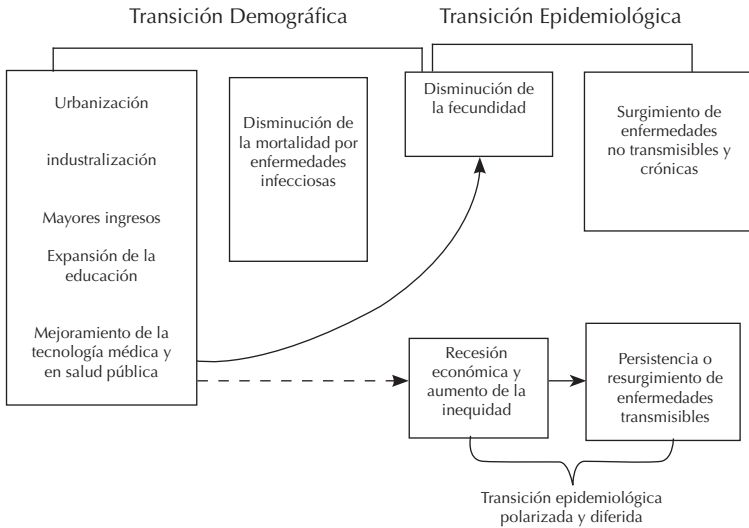 Transición Demográfica
Transición Epidemiológica
Urbanización
industralización
Mayores ingresos
Expansión de la
educación
Mejoramiento de la
tecnología médica y
en salud pública
Disminución de
la mortalidad por
enfermedades
infecciosas
Disminución de
la fecundidad
Surgimiento de
enfermedades
no transmisibles y
crónicas
Recesión
económica y
aumento de la
inequidad
Persistencia o
resurgimiento de
enfermedades
transmisibles
Transición epidemiológica
polarizada y diferida